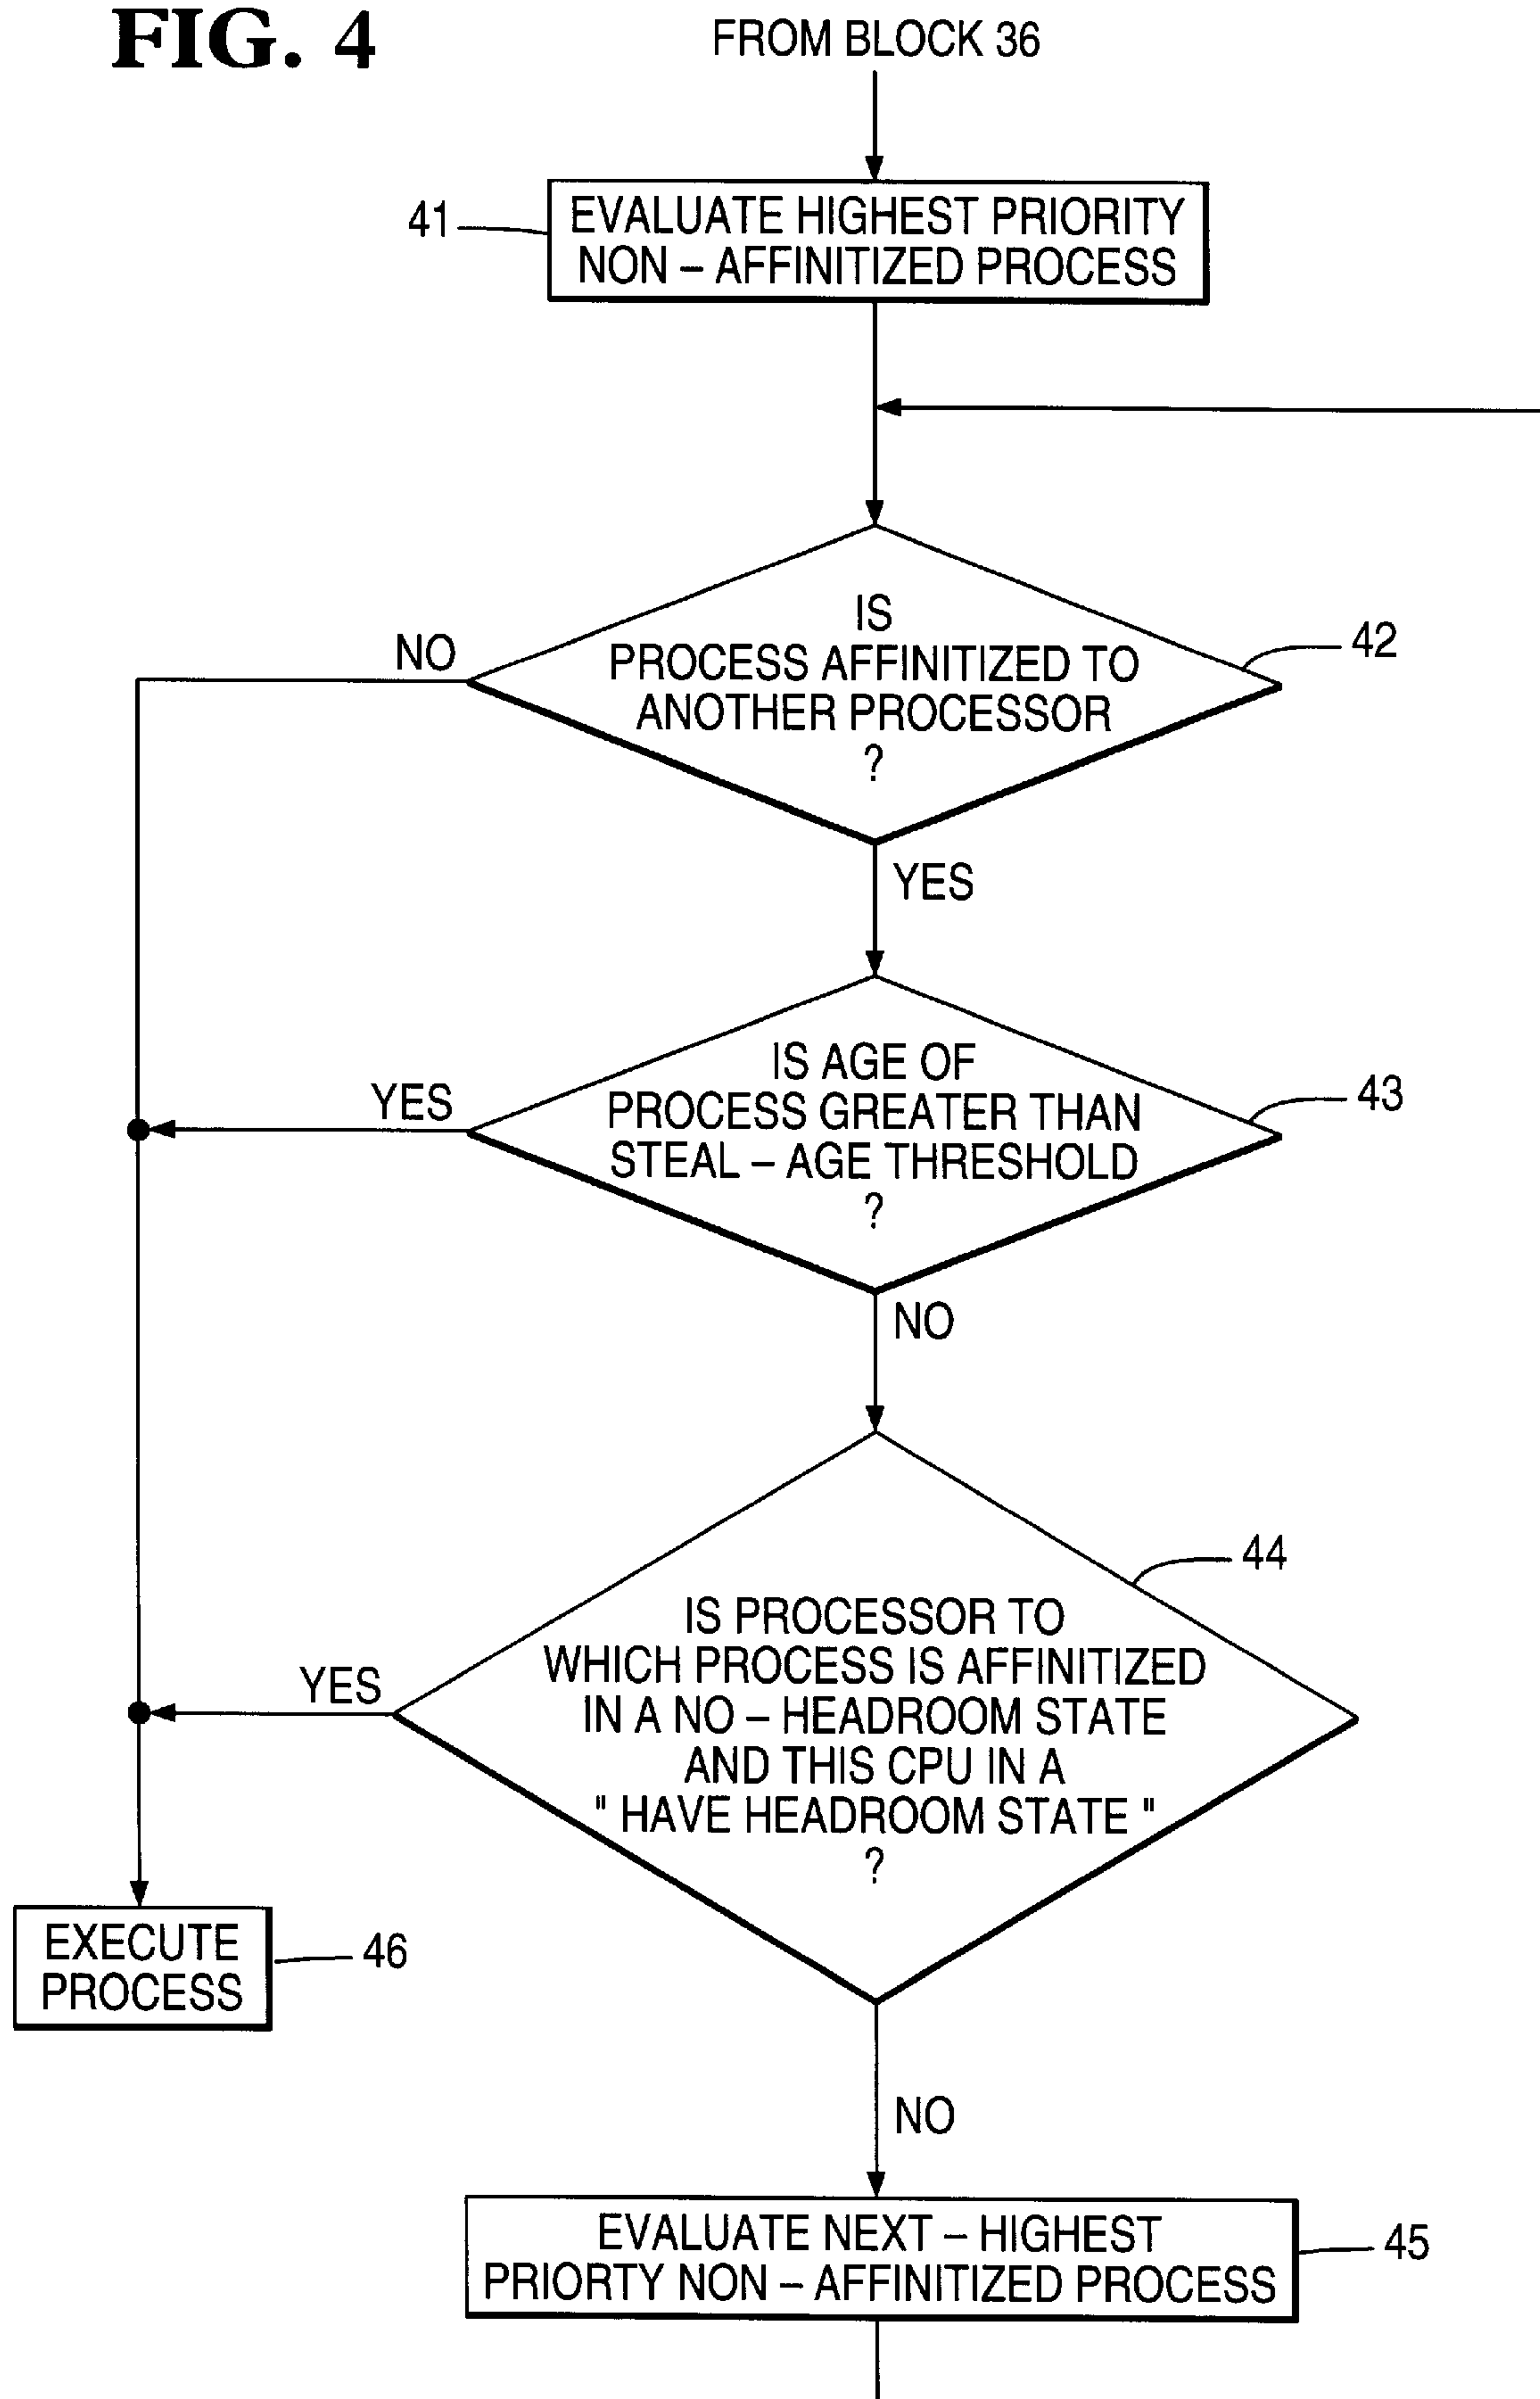 FIG. 4
FROM BLOCK 36
41
EVALUATE HIGHEST PRIORITY
NON – AFFINITIZED PROCESS
IS
PROCESS AFFINITIZED TO
ANOTHER PROCESSOR
?
42
NO
YES
IS AGE OF
PROCESS GREATER THAN
STEAL – AGE THRESHOLD
?
43
YES
NO
44
IS PROCESSOR TO
WHICH PROCESS IS AFFINITIZED
IN A NO – HEADROOM STATE
AND THIS CPU IN A
" HAVE HEADROOM STATE "
?
YES
EXECUTE
PROCESS
46
NO
EVALUATE NEXT – HIGHEST
PRIORTY NON – AFFINITIZED PROCESS
45